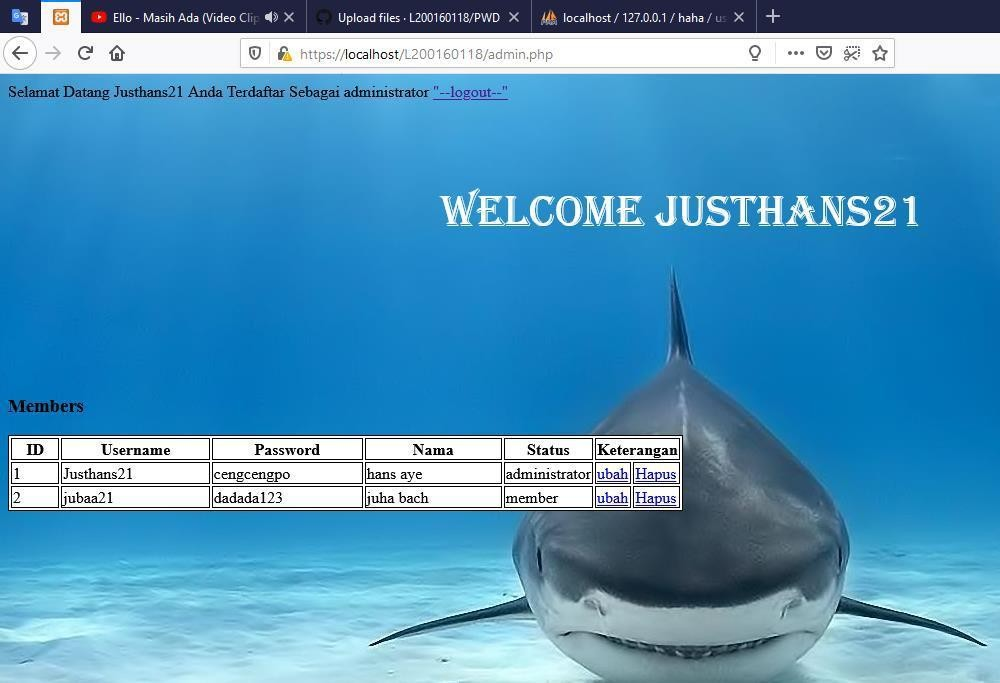 Ello - Masih Ada (Video Clip
Upload files · L200160118/PWD
localhost / 127.0.0.1 / haha / us
https://localhost/L200160118/admin.php
Selamat Datang Justhans21 Anda Terdaftar Sebagai administrator "--logout--"
WELCOME JUSTHANS21
Members
ID Username Password Nama Status Keterangan
1 Justhans21 cengcengpo hans aye administrator ubah Hapus
2 jubaa21 dadada123 juha bach member ubah Hapus